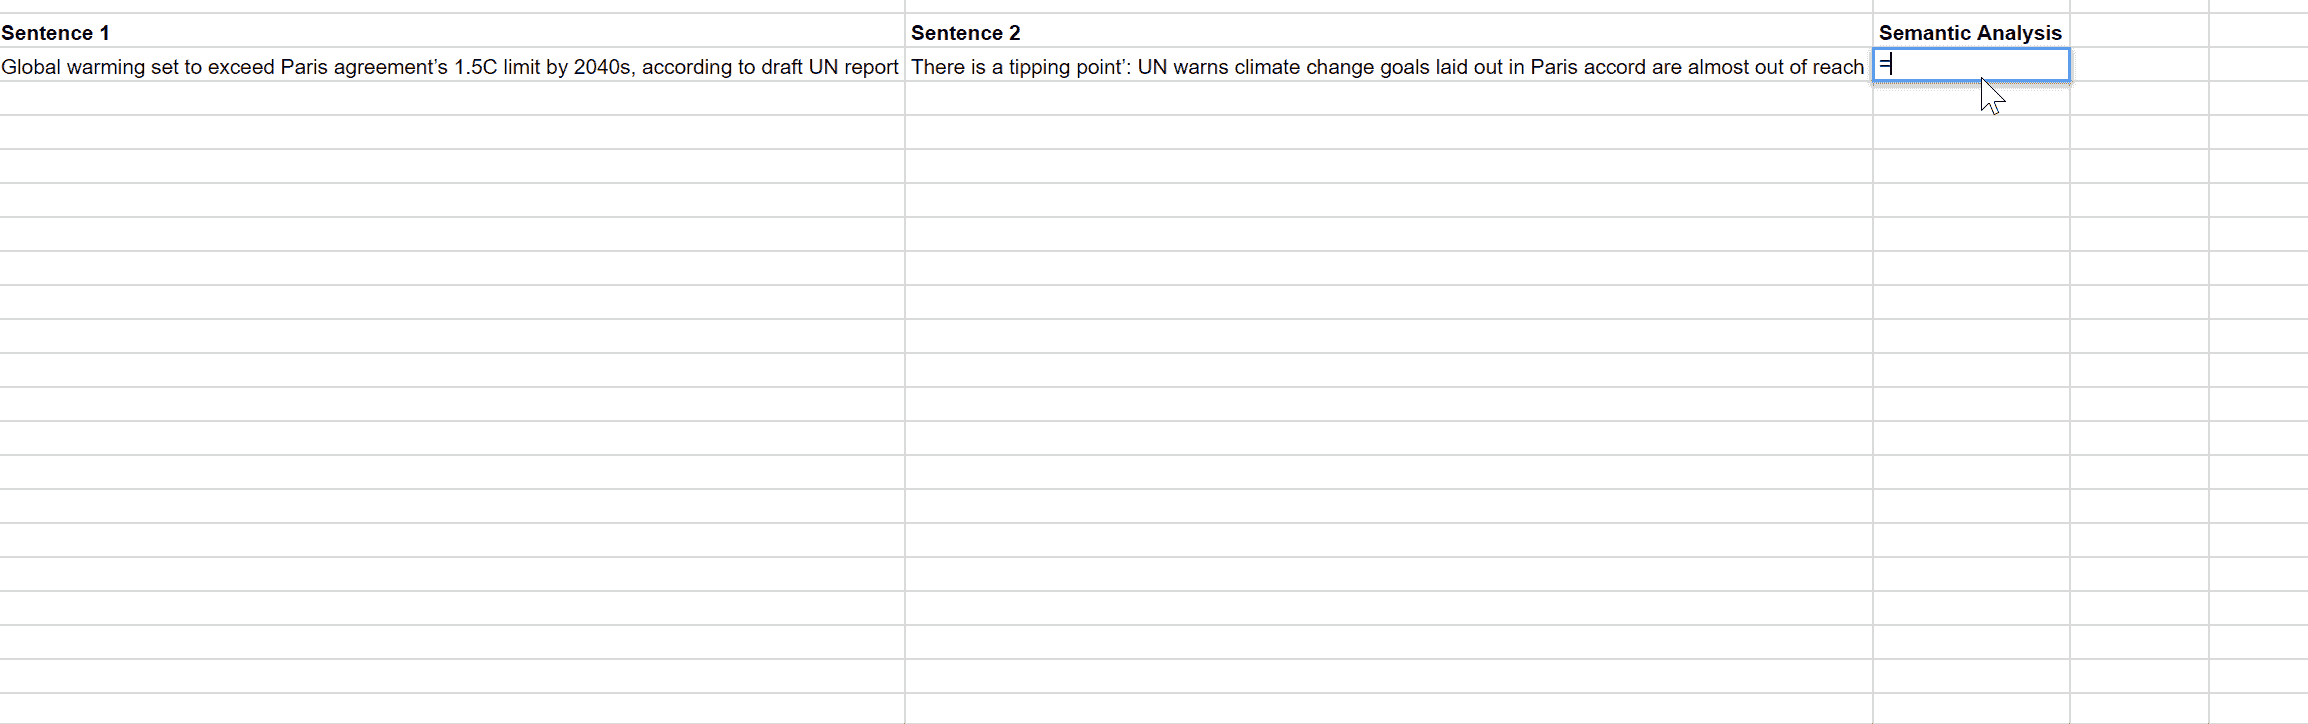 Sentence 1 Sentence 2 Semantic Analysis
Global warming set to exceed Paris agreement’s 1.5C limit by 2040s, according to draft UN report There is a tipping point’: UN warns climate change goals laid out in Paris accord are almost out of reach =